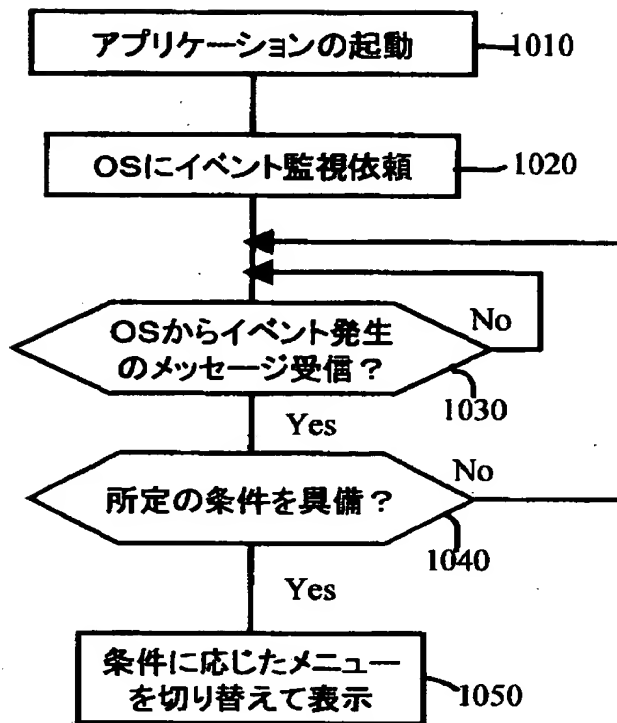 アプリケーションの起動
1010
OSにイベント監視依頼
1020
OSからイベント発生
のメッセージ受信？
No
1030
Yes
所定の条件を具備？
No
1040
Yes
条件に応じたメニュー
を切り替えて表示
1050